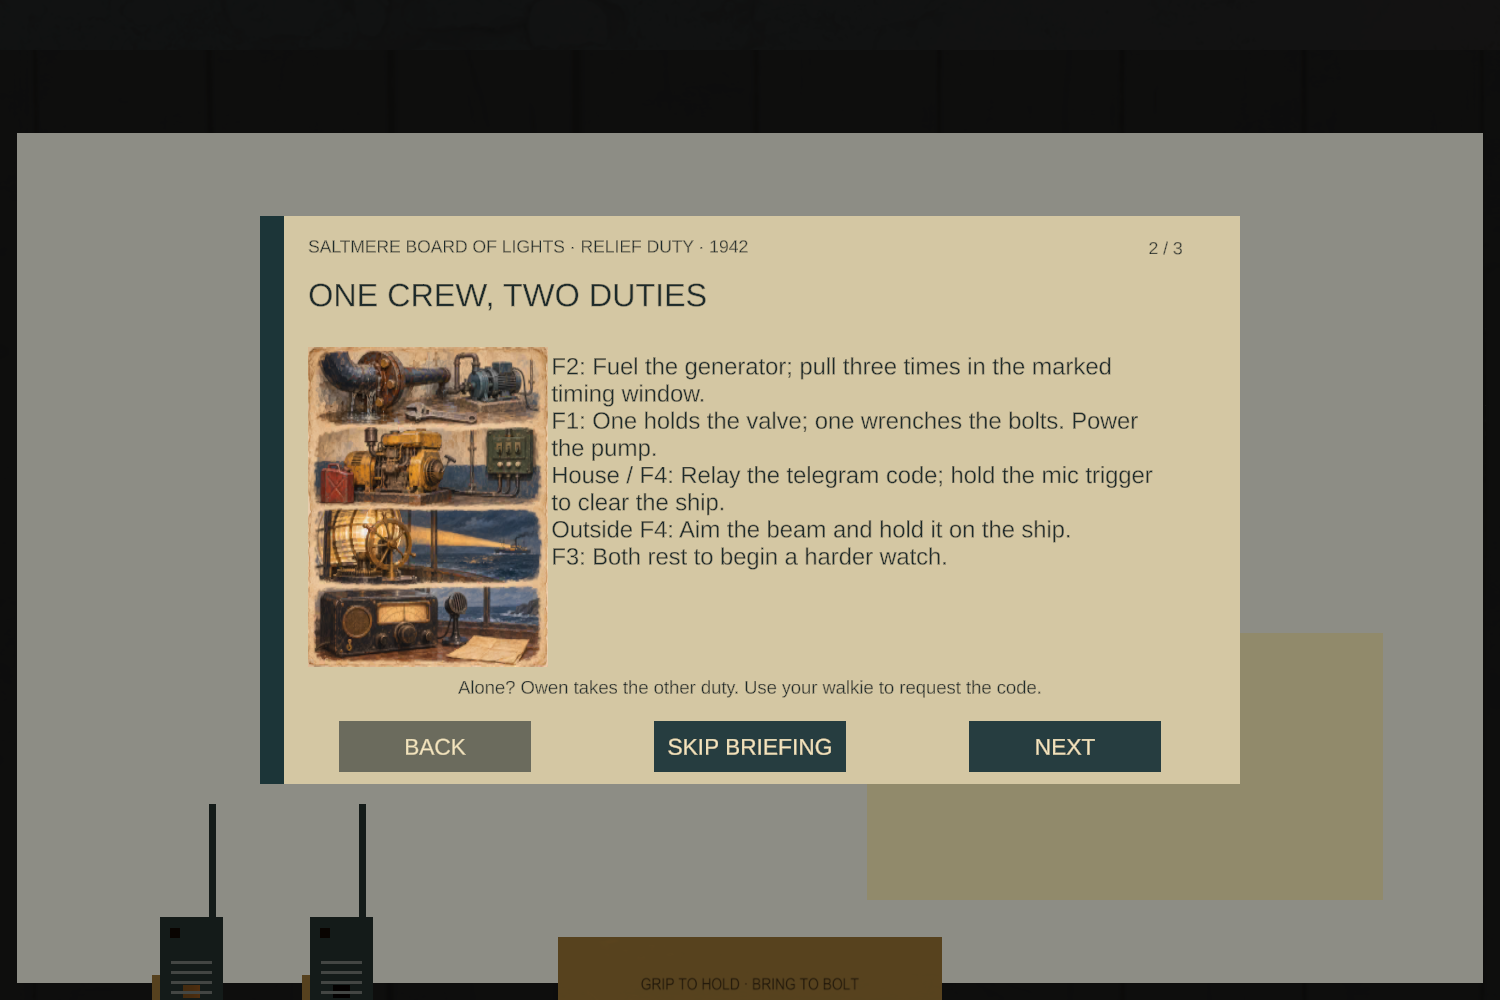 SALTMERE BOARD OF LIGHTS · RELIEF DUTY · 1942
2 / 3
ONE CREW, TWO DUTIES
F2: Fuel the generator; pull three times in the marked
timing window.
F1: One holds the valve; one wrenches the bolts. Power
the pump.
House / F4: Relay the telegram code; hold the mic trigger
to clear the ship.
Outside F4: Aim the beam and hold it on the ship.
F3: Both rest to begin a harder watch.
Alone? Owen takes the other duty. Use your walkie to request the code.
BACK
SKIP BRIEFING
NEXT
GRIP TO HOLD · BRING TO BOLT